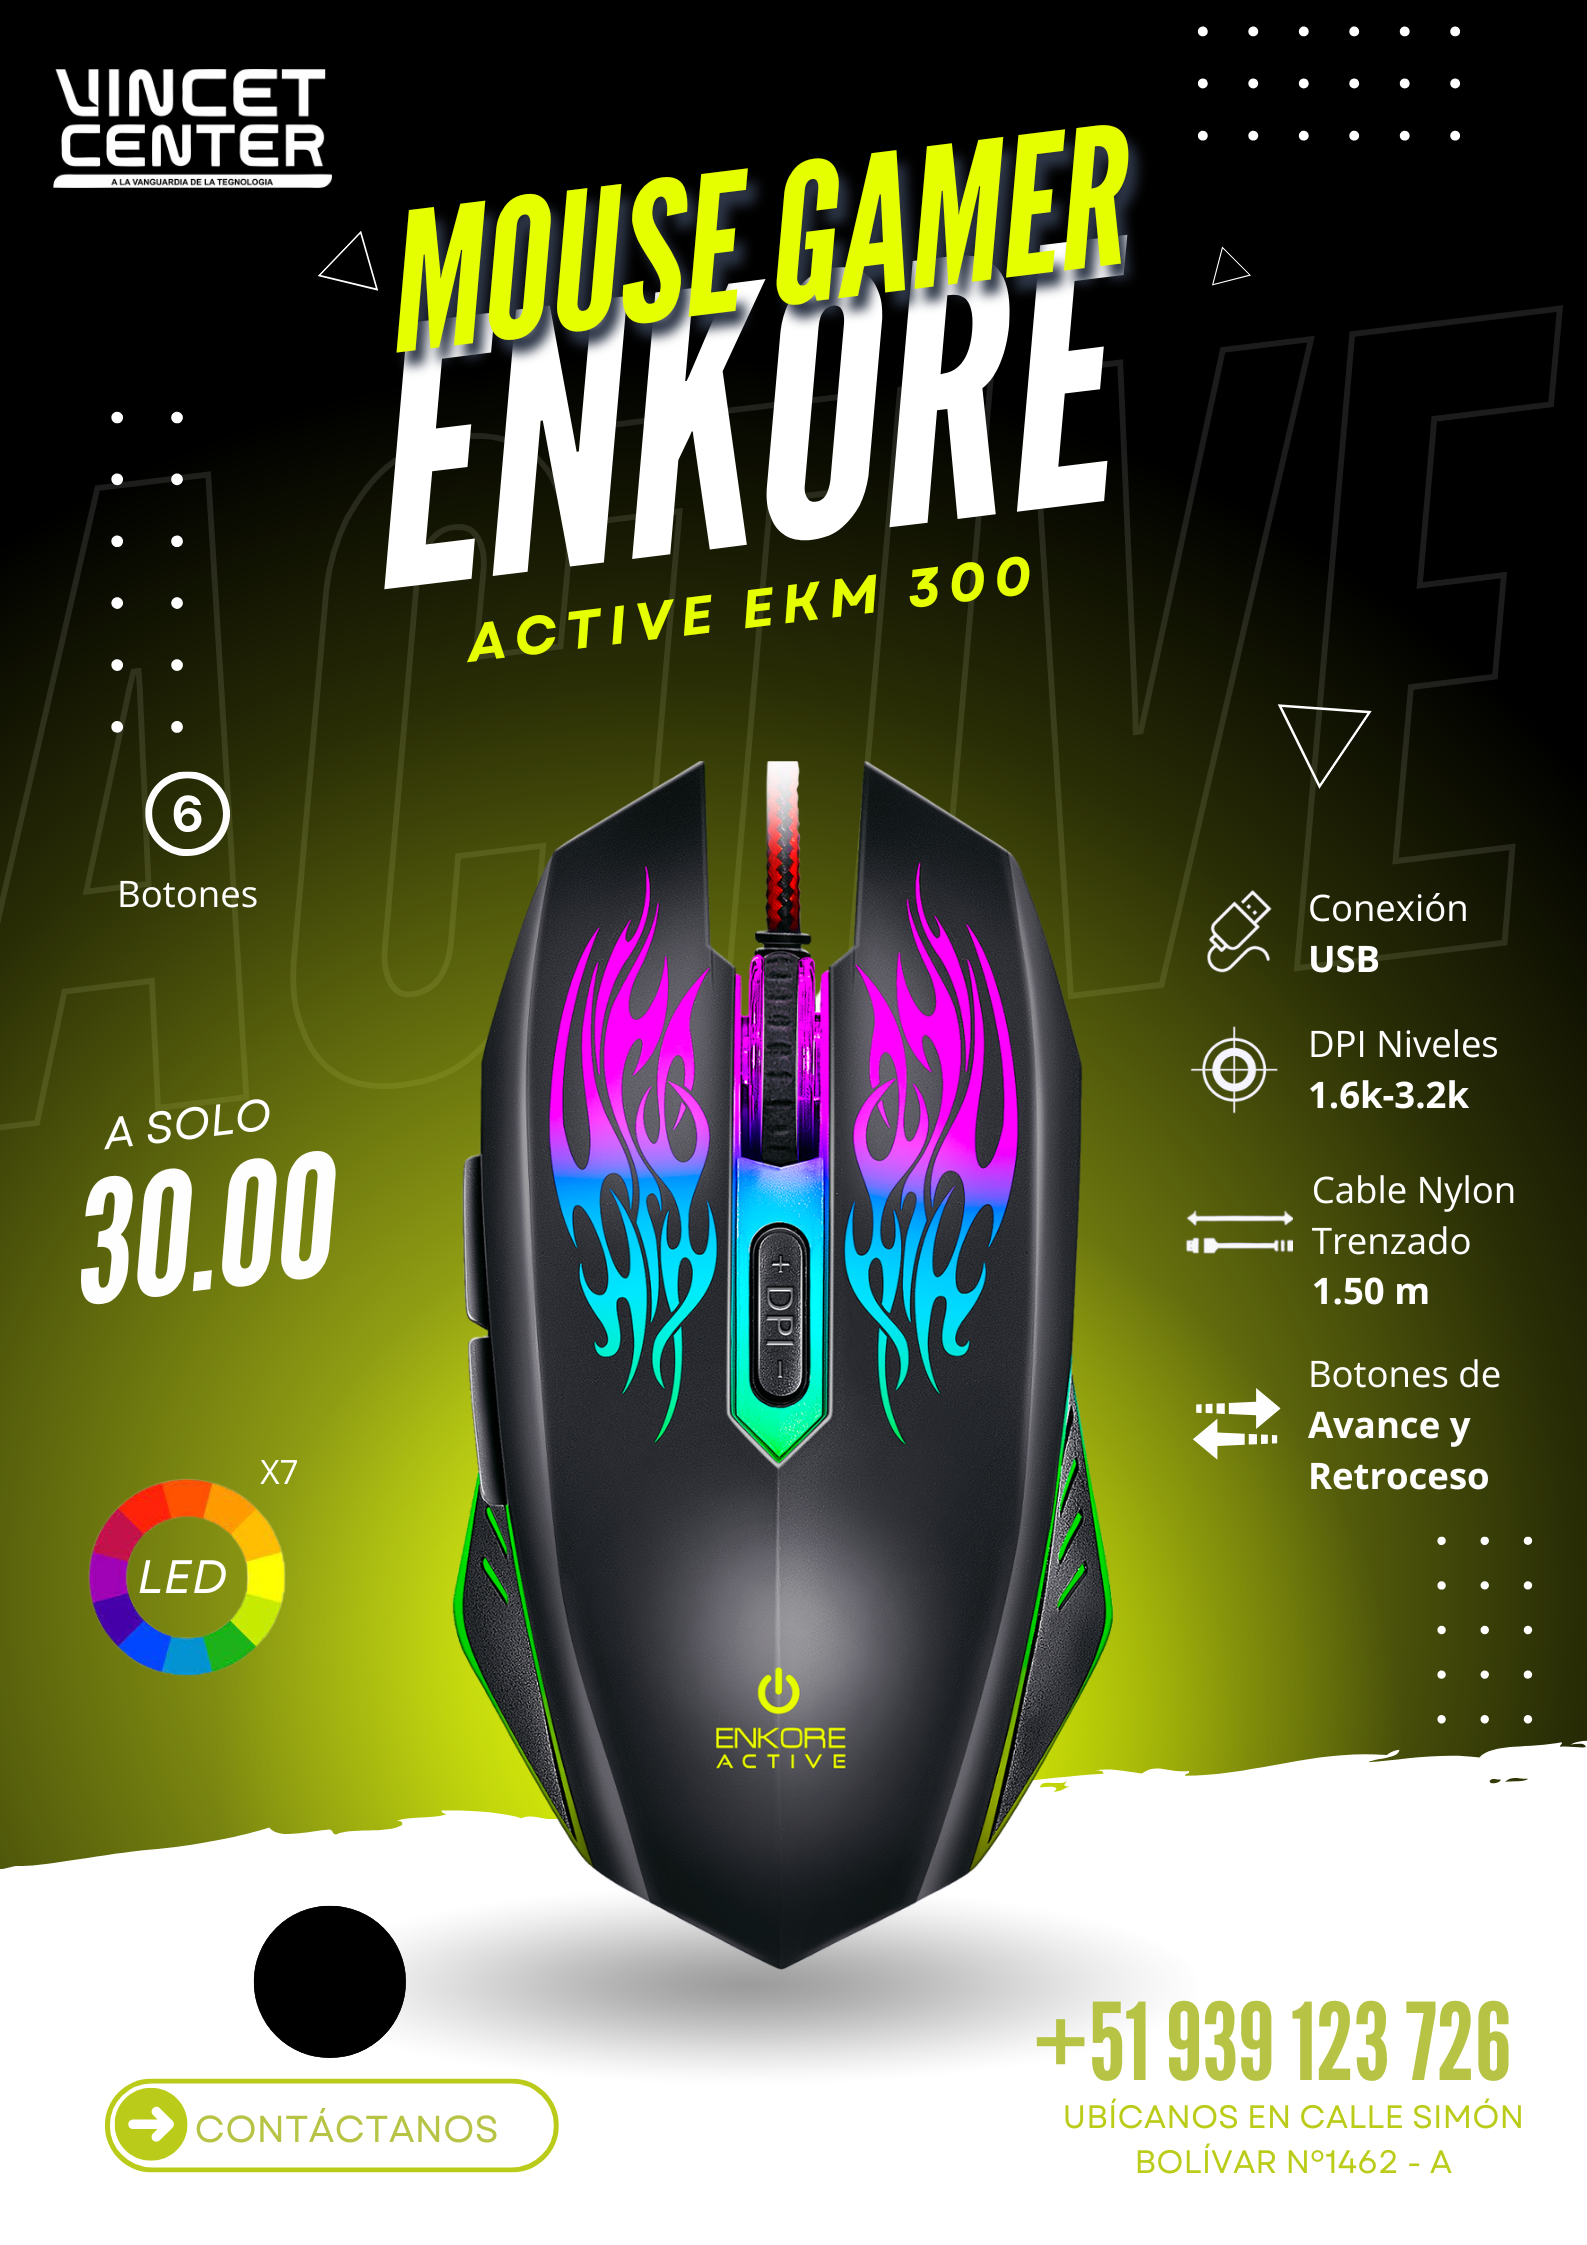 VINCET
CENTER
A LA VANGUARDIA DE LA TEGNOLOGIA
MOUSE GAMER
ENKORE
ACTIVE EKM 300
ACTIVE
6
Botones
A SOLO
30.00
X7
LED
Conexión
USB
DPI Niveles
1.6k-3.2k
Cable Nylon
Trenzado
1.50 m
Botones de
Avance y
Retroceso
+ DPI -
ENKORE
ACTIVE
CONTÁCTANOS
+51 939 123 726
UBÍCANOS EN CALLE SIMÓN
BOLÍVAR N°1462 - A